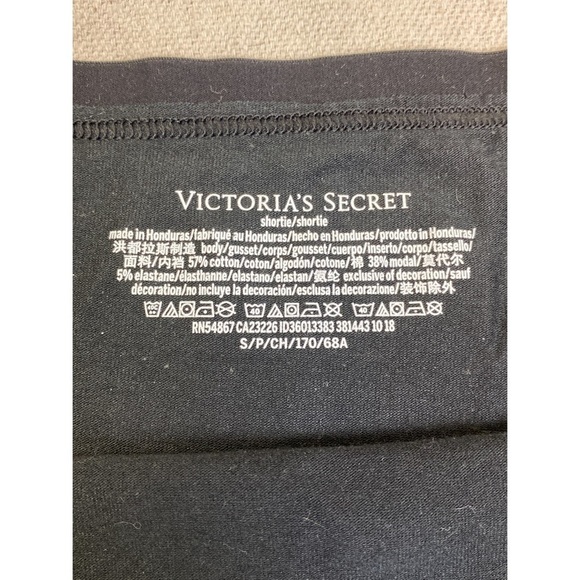 VICTORIA'S SECRET
shortie/shortie
made in Honduras/fabriqué au Honduras/hecho en Honduras/prodotto in Honduras/
洪都拉斯制造 body/gusset/corps/gousset/cuerpo/inserto/corpo/tassello/
面料/内裆 57% cotton/coton/algodón/cotone/棉 38% modal/莫代尔
5% elastane/élasthanne/elastano/elastan/氨纶 exclusive of decoration/sauf
décoration/no incluye la decoración/esclusa la decorazione/装饰除外
40 40
RN54867 CA23226 ID36013383 381443 10 18
S/P/CH/170/68A